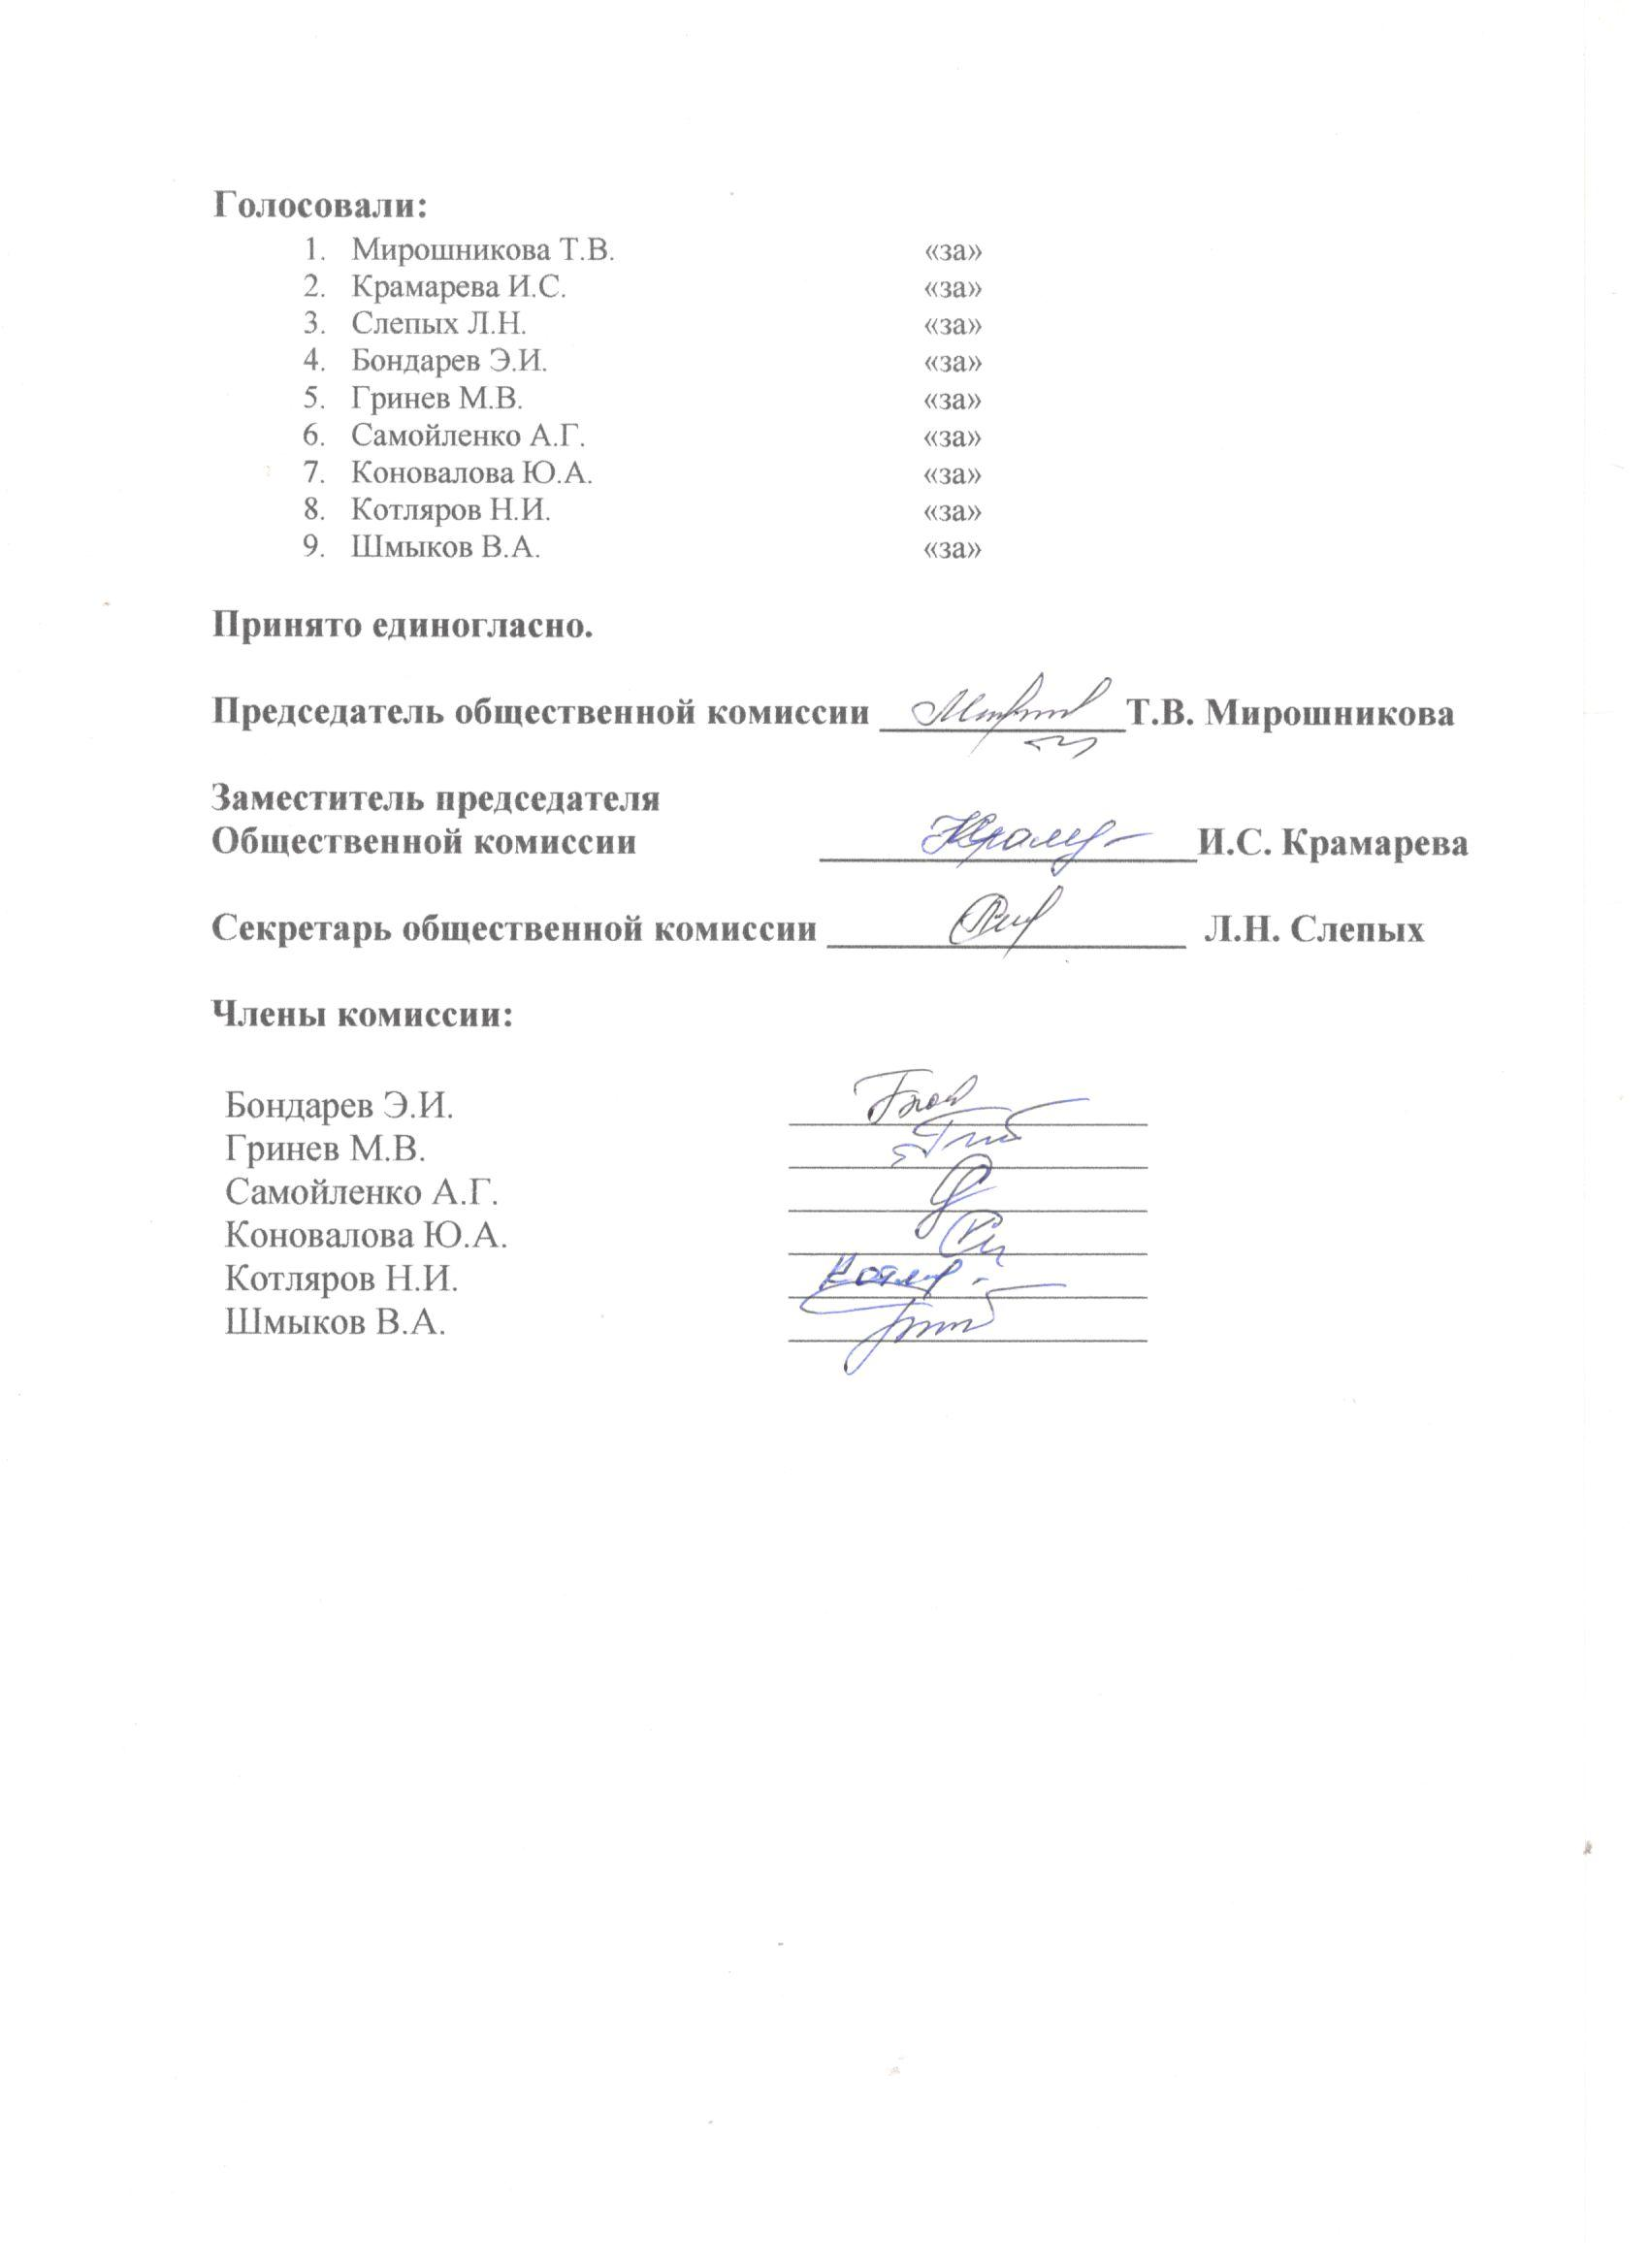 Голосовали:
1. Мирошникова Т.В. «за»
2. Крамарева И.С. «за»
3. Слепых Л.Н. «за»
4. Бондарев Э.И. «за»
5. Гринев М.В. «за»
6. Самойленко А.Г. «за»
7. Коновалова Ю.А. «за»
8. Котляров Н.И. «за»
9. Шмыков В.А. «за»
Принято единогласно.
Председатель общественной комиссии Т.В. Мирошникова
Заместитель председателя
Общественной комиссии И.С. Крамарева
Секретарь общественной комиссии Л.Н. Слепых
Члены комиссии:
Бондарев Э.И.
Гринев М.В.
Самойленко А.Г.
Коновалова Ю.А.
Котляров Н.И.
Шмыков В.А.